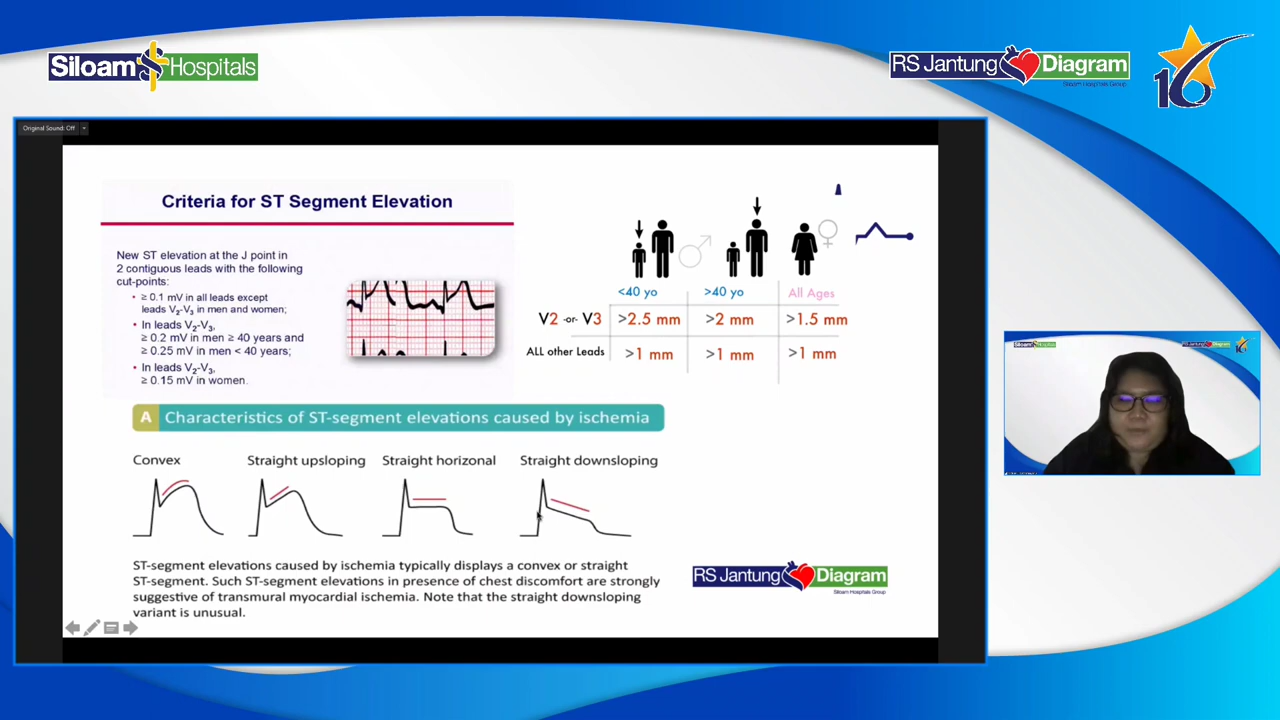 Siloam Hospitals
RS Jantung Diagram
Siloam Hospitals Group
16
Original Sound: Off
Criteria for ST Segment Elevation
New ST elevation at the J point in
2 contiguous leads with the following
cut-points:
• ≥ 0.1 mV in all leads except
leads V2-V3 in men and women;
• In leads V2-V3,
≥ 0.2 mV in men ≥ 40 years and
≥ 0.25 mV in men < 40 years;
• In leads V2-V3,
≥ 0.15 mV in women.
<40 yo >40 yo All Ages
V2 -or- V3 >2.5 mm >2 mm >1.5 mm
ALL other Leads >1 mm >1 mm >1 mm
A Characteristics of ST-segment elevations caused by ischemia
Convex Straight upsloping Straight horizonal Straight downsloping
ST-segment elevations caused by ischemia typically displays a convex or straight
ST-segment. Such ST-segment elevations in presence of chest discomfort are strongly
suggestive of transmural myocardial ischemia. Note that the straight downsloping
variant is unusual.
RS Jantung Diagram
Siloam Hospitals Group
Siloam Hospitals